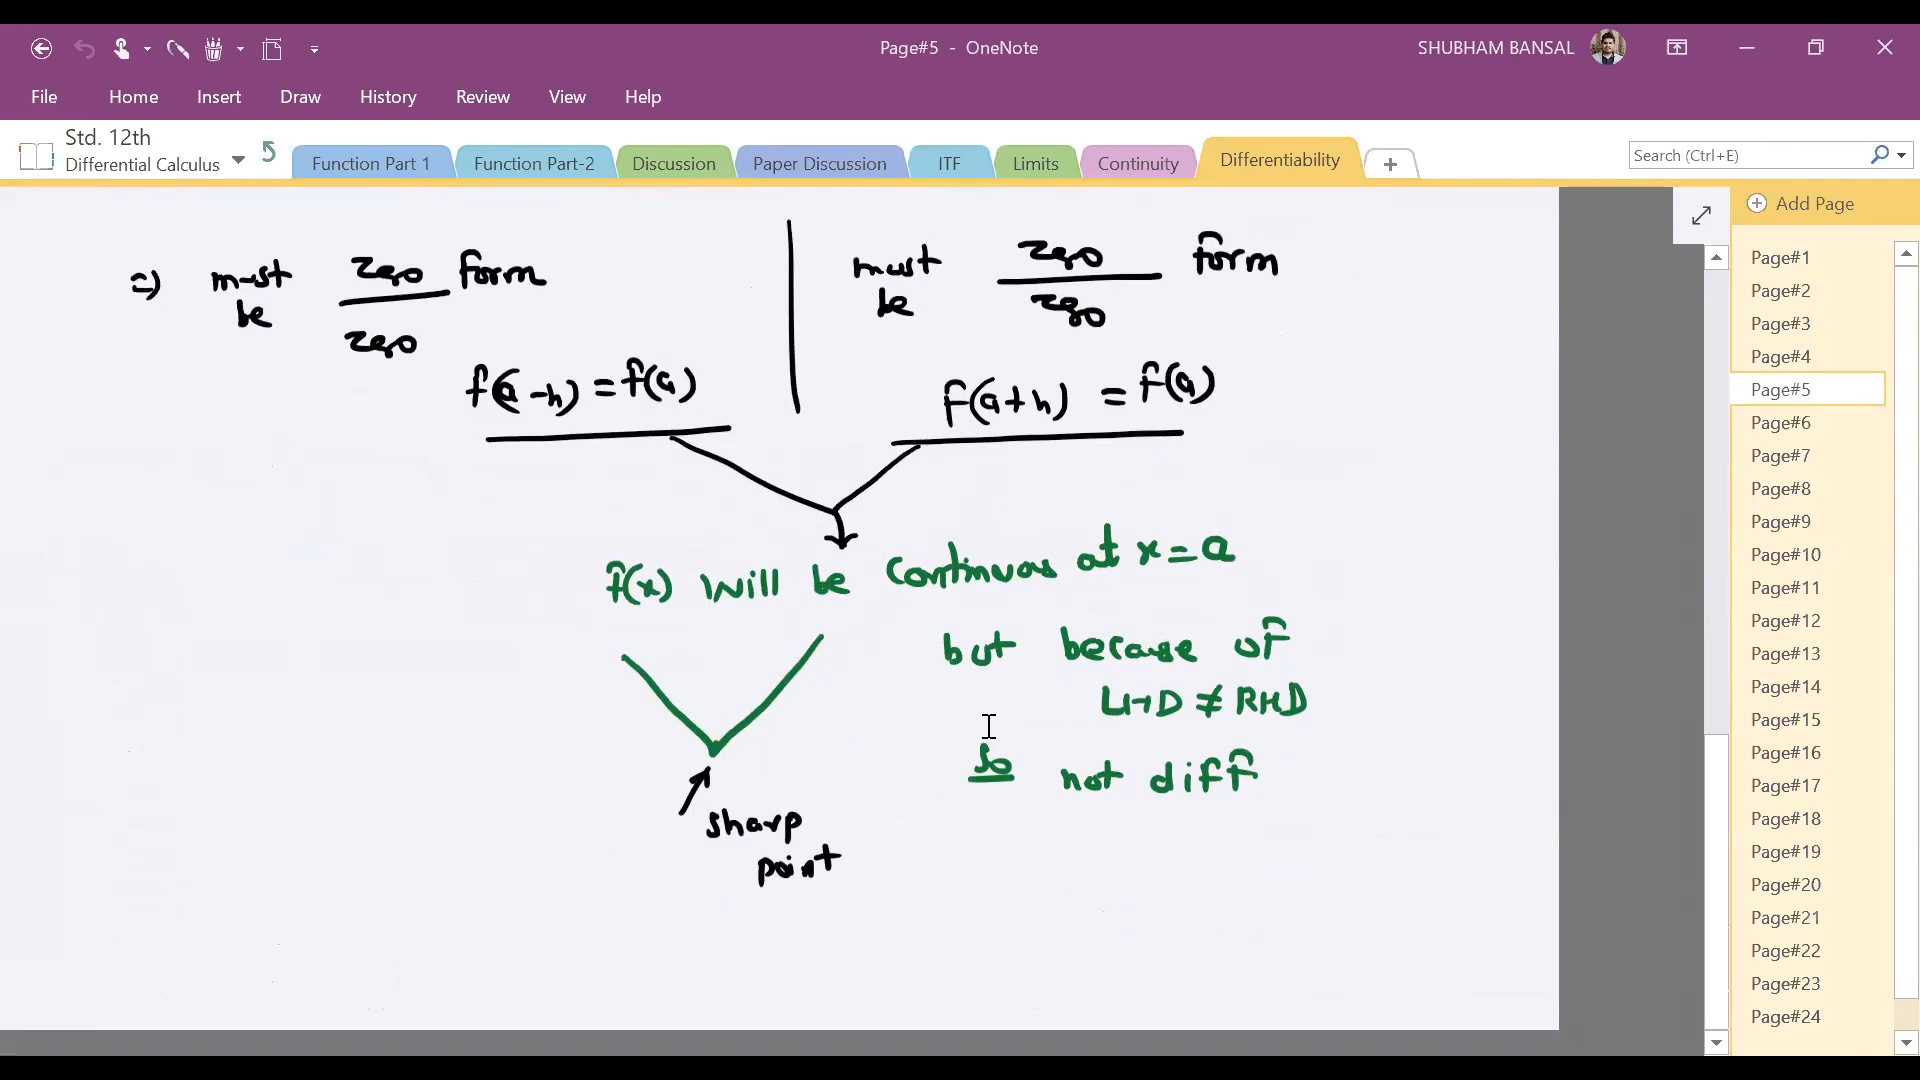 Page#5 - OneNote
SHUBHAM BANSAL
File Home Insert Draw History Review View Help
Std. 12th
Differential Calculus
Function Part 1 Function Part-2 Discussion Paper Discussion ITF Limits Continuity Differentiability
Search (Ctrl+E)
Add Page
=) must be zero/zero form
must be zero/zero form
f(a-h) = f(a)
f(a+h) = f(a)
f(x) will be continuous at x=a
but because of
LHD ≠ RHD
so not diff
sharp
point
Page#1
Page#2
Page#3
Page#4
Page#5
Page#6
Page#7
Page#8
Page#9
Page#10
Page#11
Page#12
Page#13
Page#14
Page#15
Page#16
Page#17
Page#18
Page#19
Page#20
Page#21
Page#22
Page#23
Page#24